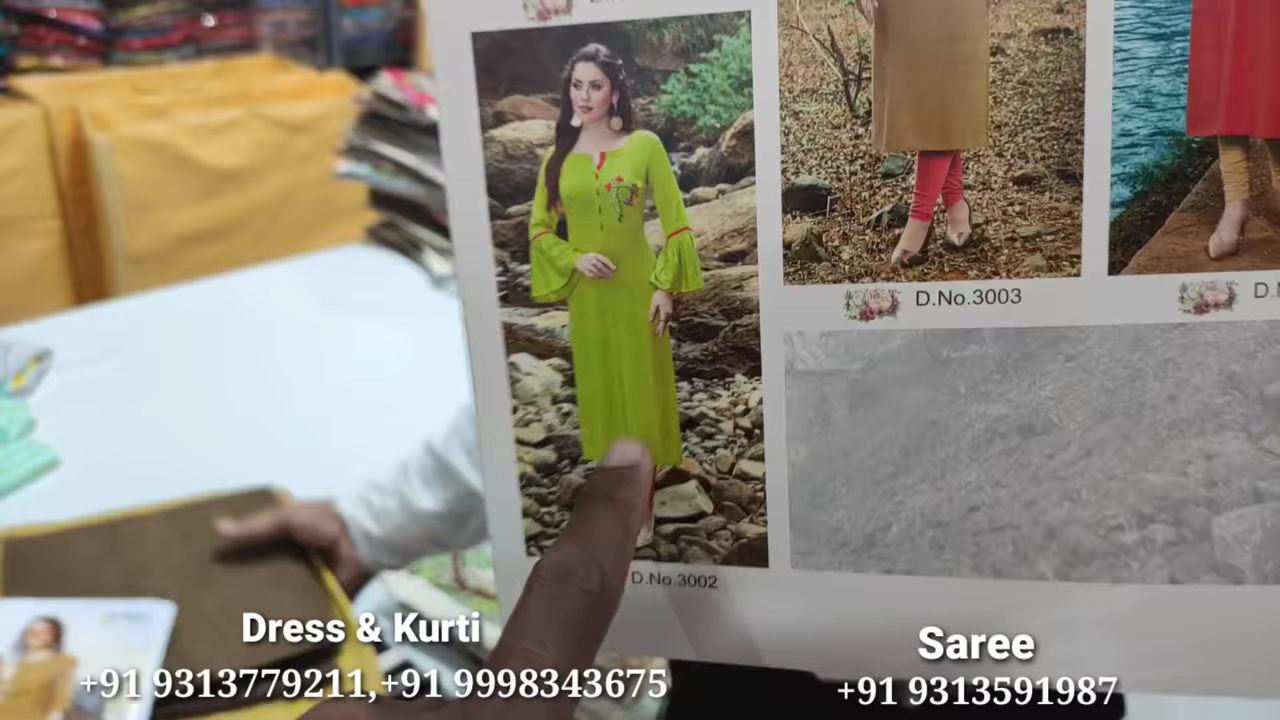 D.No.3003
D.
D.No.3002
Dress & Kurti
+91 9313779211,+91 9998343675
Saree
+91 9313591987